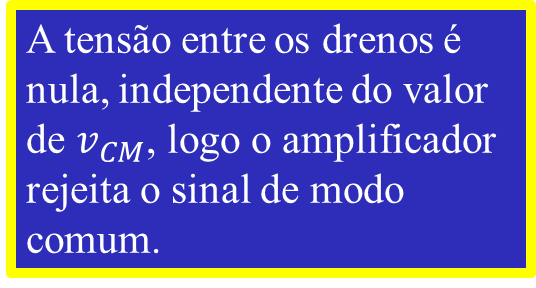 A tensão entre os drenos é
nula, independente do valor
de 𝑣𝐶𝑀, logo o amplificador
rejeita o sinal de modo
comum.